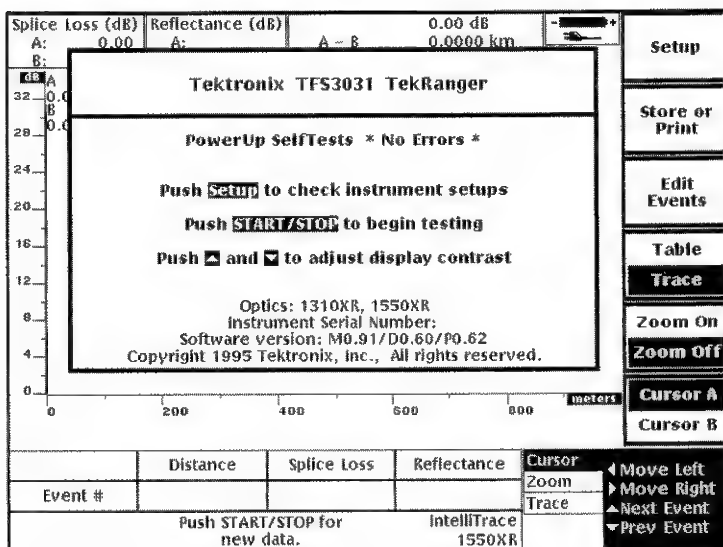 Splice Loss (dB) Reflectance (dB) 0.00 dB - +
A: 0.00 A: A - B 0.0000 km
B:
dB A
0.0
B
0.0
32
28
24
20
16
12
8
4
0
0 200 400 600 800 meters
Tektronix TFS3031 TekRanger
PowerUp SelfTests * No Errors *
Push Setup to check instrument setups
Push START/STOP to begin testing
Push and to adjust display contrast
Optics: 1310XR, 1550XR
Instrument Serial Number:
Software version: M0.91/D0.60/P0.62
Copyright 1995 Tektronix, Inc., All rights reserved.
Setup
Store or
Print
Edit
Events
Table
Trace
Zoom On
Zoom Off
Cursor A
Cursor B
Distance Splice Loss Reflectance
Event #
Push START/STOP for
new data.
IntelliTrace
1550XR
Cursor
Zoom
Trace
Move Left
Move Right
Next Event
Prev Event